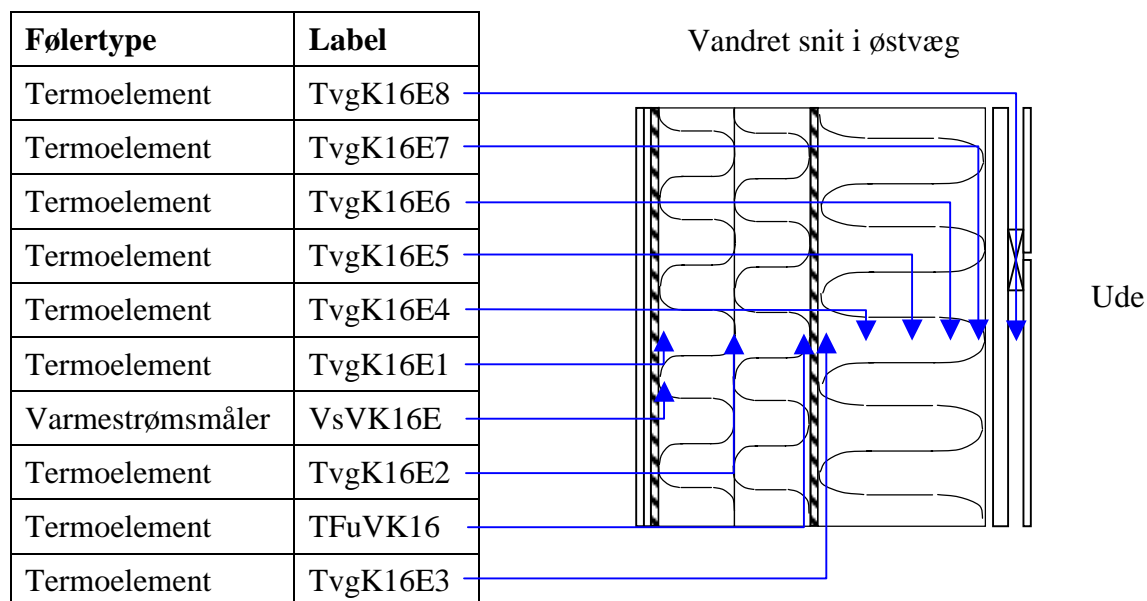 Følertype Label
Vandret snit i østvæg
Termoelement TvgK16E8
Termoelement TvgK16E7
Termoelement TvgK16E6
Termoelement TvgK16E5
Termoelement TvgK16E4
Ude
Termoelement TvgK16E1
Varmestrømsmåler VsVK16E
Termoelement TvgK16E2
Termoelement TFuVK16
Termoelement TvgK16E3